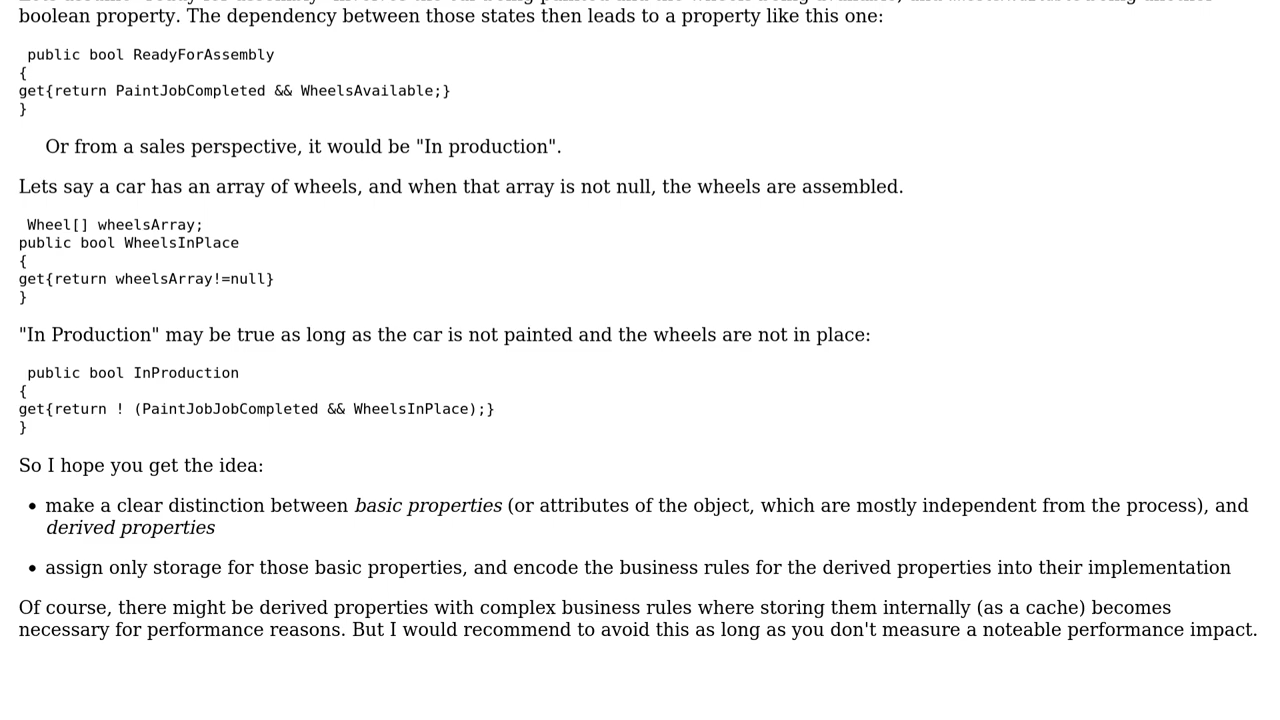 boolean property. The dependency between those states then leads to a property like this one:
public bool ReadyForAssembly
{
get{return PaintJobCompleted && WheelsAvailable;}
}
Or from a sales perspective, it would be "In production".
Lets say a car has an array of wheels, and when that array is not null, the wheels are assembled.
Wheel[] wheelsArray;
public bool WheelsInPlace
{
get{return wheelsArray!=null}
}
"In Production" may be true as long as the car is not painted and the wheels are not in place:
public bool InProduction
{
get{return ! (PaintJobJobCompleted && WheelsInPlace);}
}
So I hope you get the idea:
• make a clear distinction between basic properties (or attributes of the object, which are mostly independent from the process), and
derived properties
• assign only storage for those basic properties, and encode the business rules for the derived properties into their implementation
Of course, there might be derived properties with complex business rules where storing them internally (as a cache) becomes
necessary for performance reasons. But I would recommend to avoid this as long as you don't measure a noteable performance impact.